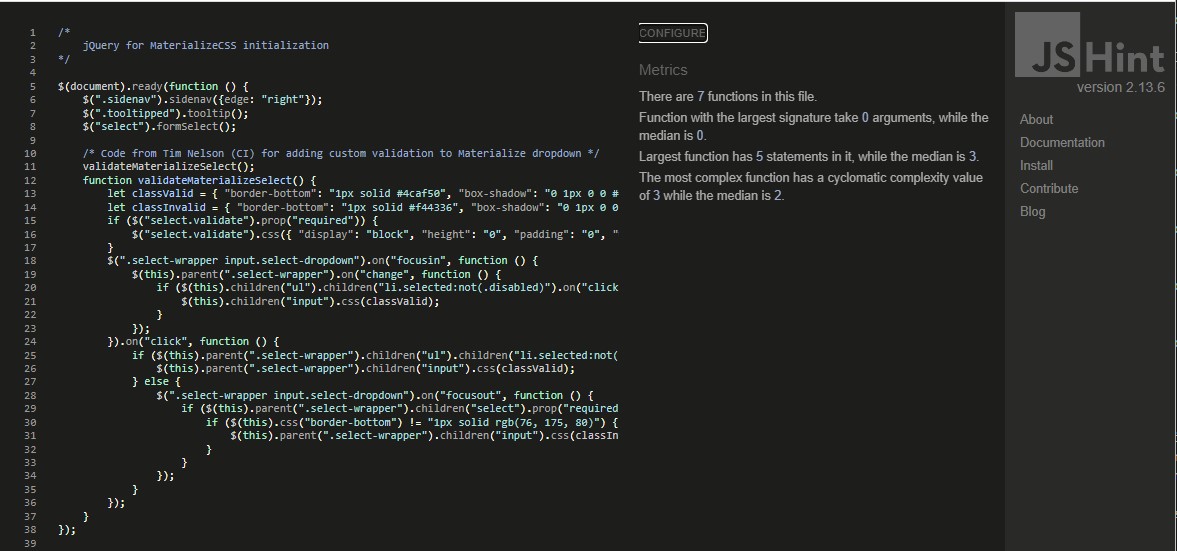 1 /*
2 jQuery for MaterializeCSS initialization
3 */
4
5 $(document).ready(function () {
6 $(".sidenav").sidenav({edge: "right"});
7 $(".tooltipped").tooltip();
8 $("select").formSelect();
9
10 /* Code from Tim Nelson (CI) for adding custom validation to Materialize dropdown */
11 validateMaterializeSelect();
12 function validateMaterializeSelect() {
13 let classValid = { "border-bottom": "1px solid #4caf50", "box-shadow": "0 1px 0 0 #
14 let classInvalid = { "border-bottom": "1px solid #f44336", "box-shadow": "0 1px 0 0
15 if ($("select.validate").prop("required")) {
16 $("select.validate").css({ "display": "block", "height": "0", "padding": "0", "
17 }
18 $(".select-wrapper input.select-dropdown").on("focusin", function () {
19 $(this).parent(".select-wrapper").on("change", function () {
20 if ($(this).children("ul").children("li.selected:not(.disabled)").on("click
21 $(this).children("input").css(classValid);
22 }
23 });
24 }).on("click", function () {
25 if ($(this).parent(".select-wrapper").children("ul").children("li.selected:not(
26 $(this).parent(".select-wrapper").children("input").css(classValid);
27 } else {
28 $(".select-wrapper input.select-dropdown").on("focusout", function () {
29 if ($(this).parent(".select-wrapper").children("select").prop("required
30 if ($(this).css("border-bottom") != "1px solid rgb(76, 175, 80)") {
31 $(this).parent(".select-wrapper").children("input").css(classIn
32 }
33 }
34 });
35 }
36 });
37 }
38 });
39
CONFIGURE
Metrics
There are 7 functions in this file.
Function with the largest signature take 0 arguments, while the
median is 0.
Largest function has 5 statements in it, while the median is 3.
The most complex function has a cyclomatic complexity value
of 3 while the median is 2.
JSHint
version 2.13.6
About
Documentation
Install
Contribute
Blog